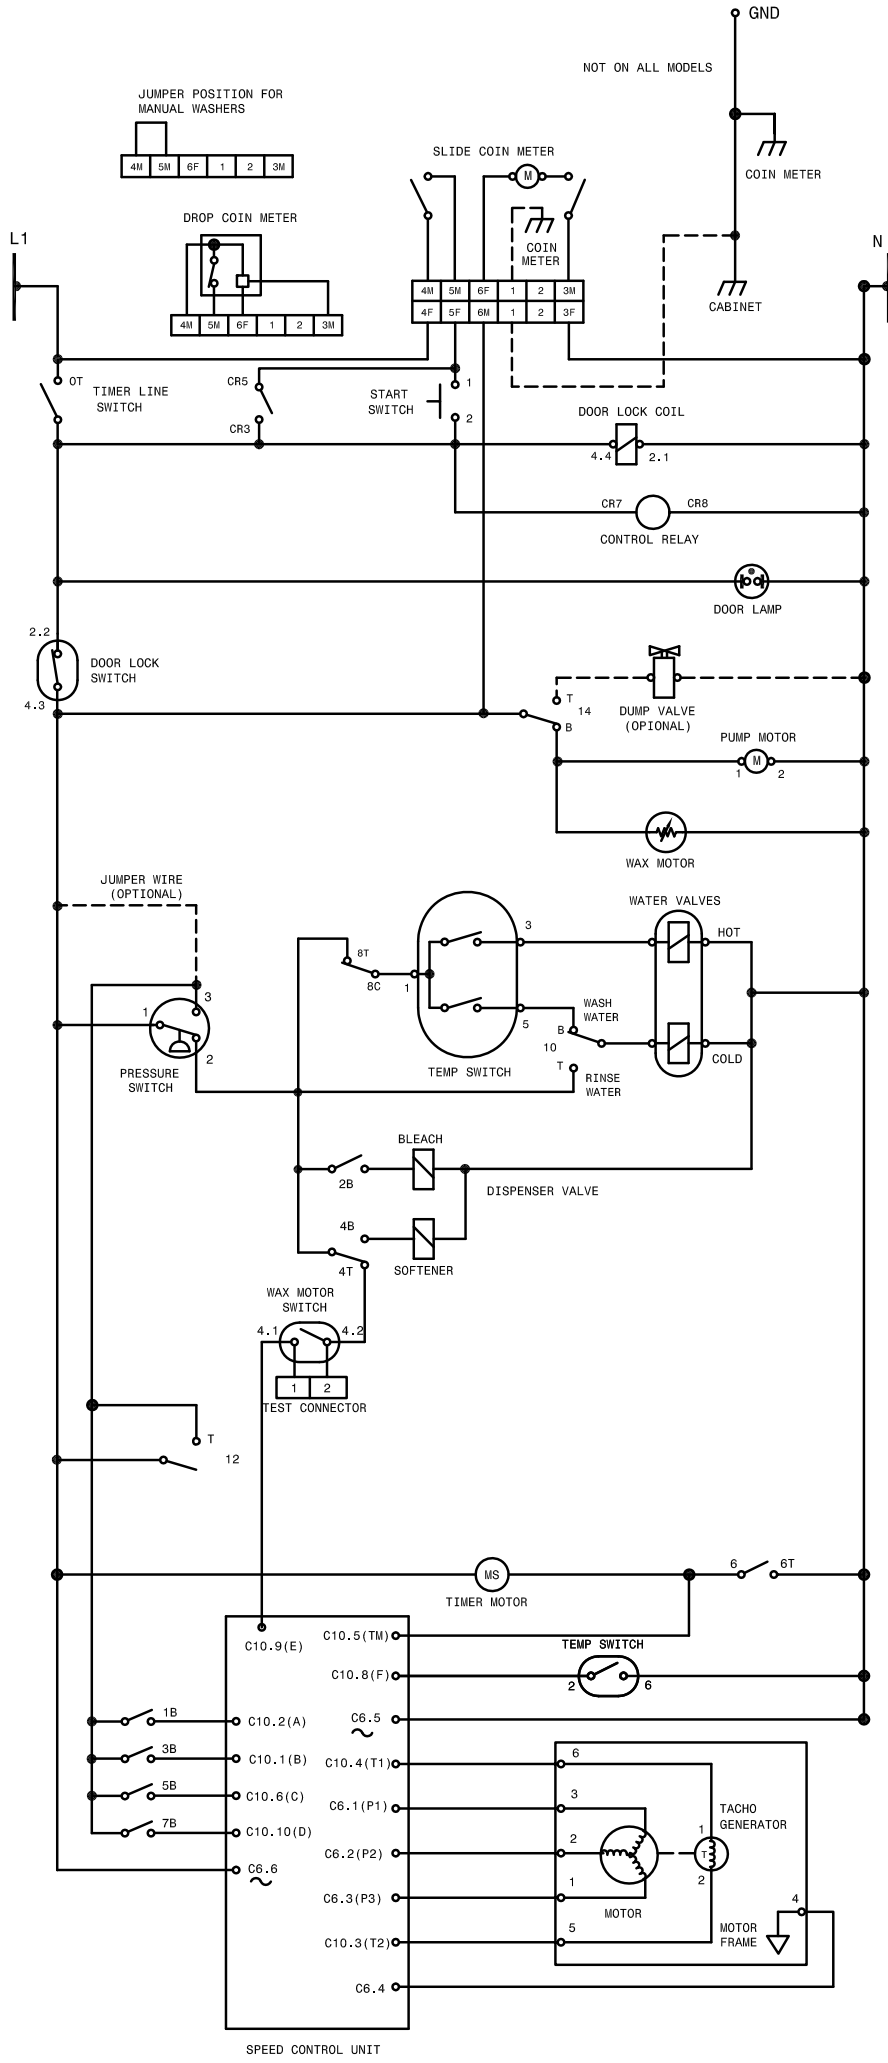 GND
NOT ON ALL MODELS
JUMPER POSITION FOR
MANUAL WASHERS
4M 5M 6F 1 2 3M
SLIDE COIN METER
M
COIN METER
DROP COIN METER
L1
N
COIN
METER
CABINET
4M 5M 6F 1 2 3M
4F 5F 6M 1 2 3F
4M 5M 6F 1 2 3M
OT
TIMER LINE
SWITCH
CR5
CR3
START
SWITCH
1
2
DOOR LOCK COIL
4.4
2.1
CR7
CR8
CONTROL RELAY
DOOR LAMP
2.2
DOOR LOCK
SWITCH
4.3
T
14
B
DUMP VALVE
(OPTIONAL)
PUMP MOTOR
M
1
2
WAX MOTOR
JUMPER WIRE
(OPTIONAL)
WATER VALVES
3
HOT
8T
8C
1
1
3
5
WASH
WATER
B
10
T
RINSE
WATER
COLD
2
PRESSURE
SWITCH
TEMP SWITCH
BLEACH
2B
DISPENSER VALVE
4B
4T
SOFTENER
WAX MOTOR
SWITCH
4.1
4.2
1 2
TEST CONNECTOR
T
12
MS
TIMER MOTOR
6
6T
C10.9(E)
C10.5(TM)
TEMP SWITCH
C10.8(F)
2
6
1B
C10.2(A)
C6.5
3B
C10.1(B)
C10.4(T1)
6
5B
C10.6(C)
C6.1(P1)
3
TACHO
GENERATOR
1
7B
C10.10(D)
C6.2(P2)
2
T
C6.6
2
C6.3(P3)
1
MOTOR
4
C10.3(T2)
5
MOTOR
FRAME
C6.4
SPEED CONTROL UNIT